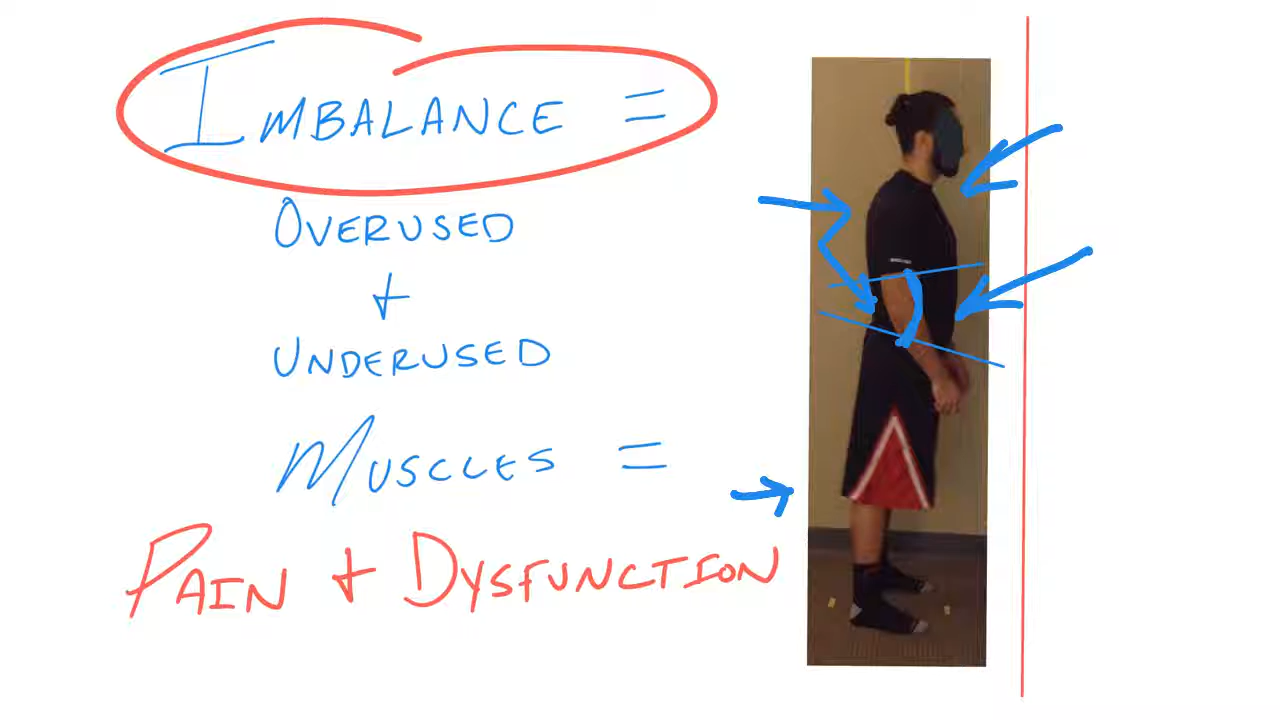 IMBALANCE =
OVERUSED
+
UNDERUSED
MUSCLES =
PAIN + DYSFUNCTION